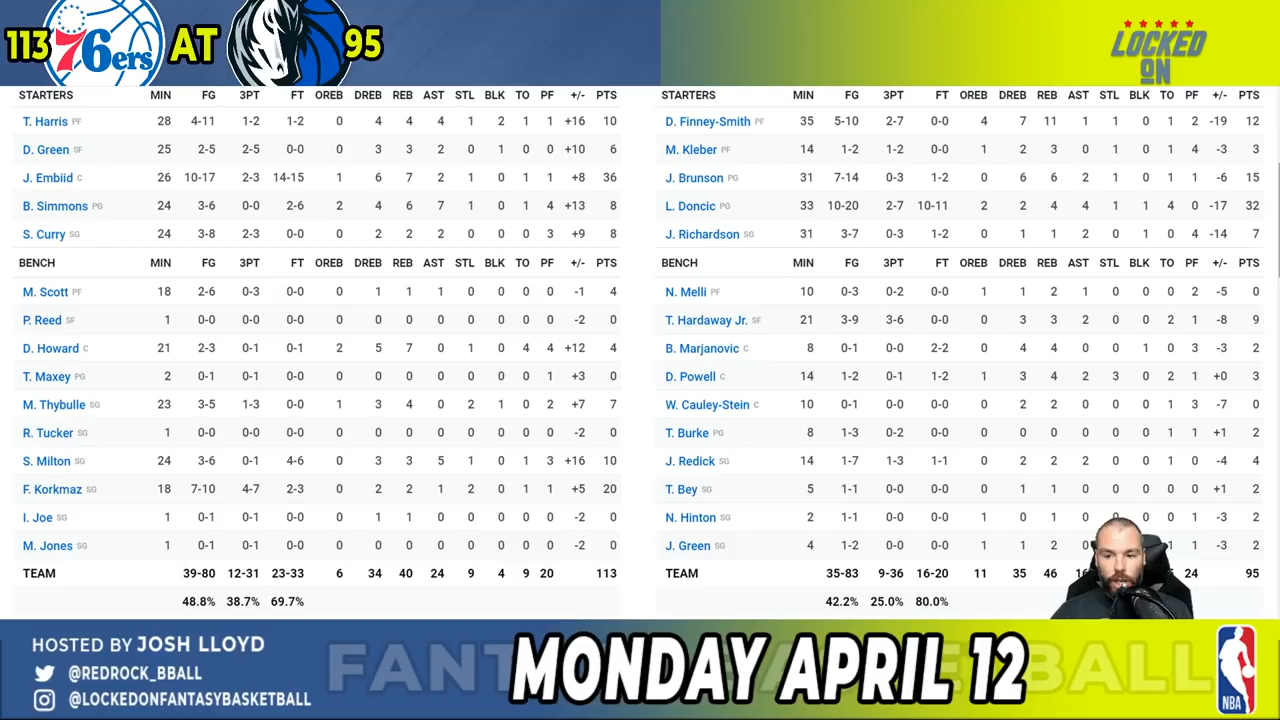 113 76ers AT 95
LOCKED ON
STARTERS MIN FG 3PT FT OREB DREB REB AST STL BLK TO PF +/- PTS
T. Harris PF 28 4-11 1-2 1-2 0 4 4 4 1 2 1 1 +16 10
D. Green SF 25 2-5 2-5 0-0 0 3 3 2 0 1 0 0 +10 6
J. Embiid C 26 10-17 2-3 14-15 1 6 7 2 1 0 1 1 +8 36
B. Simmons PG 24 3-6 0-0 2-6 2 4 6 7 1 0 1 4 +13 8
S. Curry SG 24 3-8 2-3 0-0 0 2 2 2 0 0 0 3 +9 8
BENCH MIN FG 3PT FT OREB DREB REB AST STL BLK TO PF +/- PTS
M. Scott PF 18 2-6 0-3 0-0 0 1 1 1 0 0 0 0 -1 4
P. Reed SF 1 0-0 0-0 0-0 0 0 0 0 0 0 0 0 -2 0
D. Howard C 21 2-3 0-1 0-1 2 5 7 0 1 0 4 4 +12 4
T. Maxey PG 2 0-1 0-1 0-0 0 0 0 0 0 0 0 1 +3 0
M. Thybulle SG 23 3-5 1-3 0-0 1 3 4 0 2 1 0 2 +7 7
R. Tucker SG 1 0-0 0-0 0-0 0 0 0 0 0 0 0 0 -2 0
S. Milton SG 24 3-6 0-1 4-6 0 3 3 5 1 0 1 3 +16 10
F. Korkmaz SG 18 7-10 4-7 2-3 0 2 2 1 2 0 1 1 +5 20
I. Joe SG 1 0-1 0-1 0-0 0 1 1 0 0 0 0 0 -2 0
M. Jones SG 1 0-1 0-1 0-0 0 0 0 0 0 0 0 0 -2 0
TEAM 39-80 12-31 23-33 6 34 40 24 9 4 9 20 113
48.8% 38.7% 69.7%
STARTERS MIN FG 3PT FT OREB DREB REB AST STL BLK TO PF +/- PTS
D. Finney-Smith PF 35 5-10 2-7 0-0 4 7 11 1 1 0 1 2 -19 12
M. Kleber PF 14 1-2 1-2 0-0 1 2 3 0 1 0 1 4 -3 3
J. Brunson PG 31 7-14 0-3 1-2 0 6 6 2 1 0 1 1 -6 15
L. Doncic PG 33 10-20 2-7 10-11 2 2 4 4 1 1 4 0 -17 32
J. Richardson SG 31 3-7 0-3 1-2 0 1 1 2 0 1 0 4 -14 7
BENCH MIN FG 3PT FT OREB DREB REB AST STL BLK TO PF +/- PTS
N. Melli PF 10 0-3 0-2 0-0 1 1 2 1 0 0 0 2 -5 0
T. Hardaway Jr. SF 21 3-9 3-6 0-0 0 3 3 2 0 0 2 1 -8 9
B. Marjanovic C 8 0-1 0-0 2-2 0 4 4 0 0 1 0 3 -3 2
D. Powell C 14 1-2 0-1 1-2 1 3 4 2 3 0 2 1 +0 3
W. Cauley-Stein C 10 0-1 0-0 0-0 0 2 2 0 0 0 1 3 -7 0
T. Burke PG 8 1-3 0-2 0-0 0 0 0 0 0 0 1 1 +1 2
J. Redick SG 14 1-7 1-3 1-1 0 2 2 2 0 0 1 0 -4 4
T. Bey SG 5 1-1 0-0 0-0 0 1 1 0 0 0 0 0 +1 2
N. Hinton SG 2 1-1 0-0 0-0 1 0 1 0 0 0 0 1 -3 2
J. Green SG 4 1-2 0-0 0-0 1 1 2 0 1 1 -3 2
TEAM 35-83 9-36 16-20 11 35 46 16 24 95
42.2% 25.0% 80.0%
HOSTED BY JOSH LLOYD
@REDROCK_BBALL
@LOCKEDONFANTASYBASKETBALL
MONDAY APRIL 12
NBA